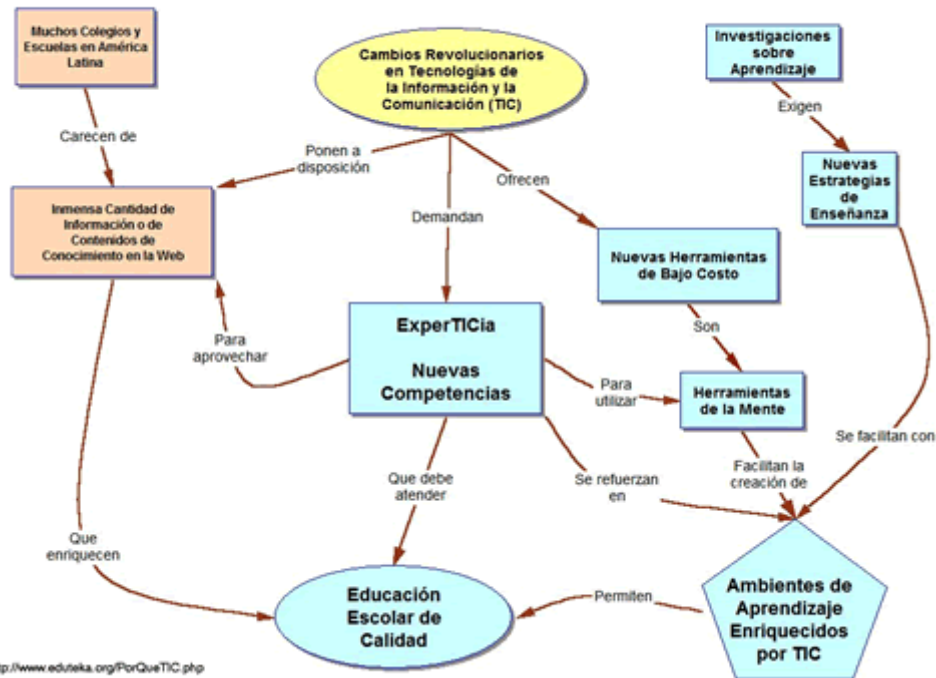 Muchos Colegios y
Escuelas en América
Latina
Cambios Revolucionarios
en Tecnologías de
la Información y la
Comunicación (TIC)
Investigaciones
sobre
Aprendizaje
Carecen de
Ponen a
disposición
Ofrecen
Exigen
Demandan
Nuevas
Estrategias
de
Enseñanza
Inmensa Cantidad de
Información o de
Contenidos de
Conocimiento en la Web
Nuevas Herramientas
de Bajo Costo
Son
ExperTICia
Nuevas
Competencias
Para
aprovechar
Para
utilizar
Herramientas
de la Mente
Se facilitan con
Que debe
atender
Se refuerzan
en
Facilitan la
creación de
Que
enriquecen
Educación
Escolar de
Calidad
Permiten
Ambientes de
Aprendizaje
Enriquecidos
por TIC
tp://www.eduteka.org/PorQueTIC.php